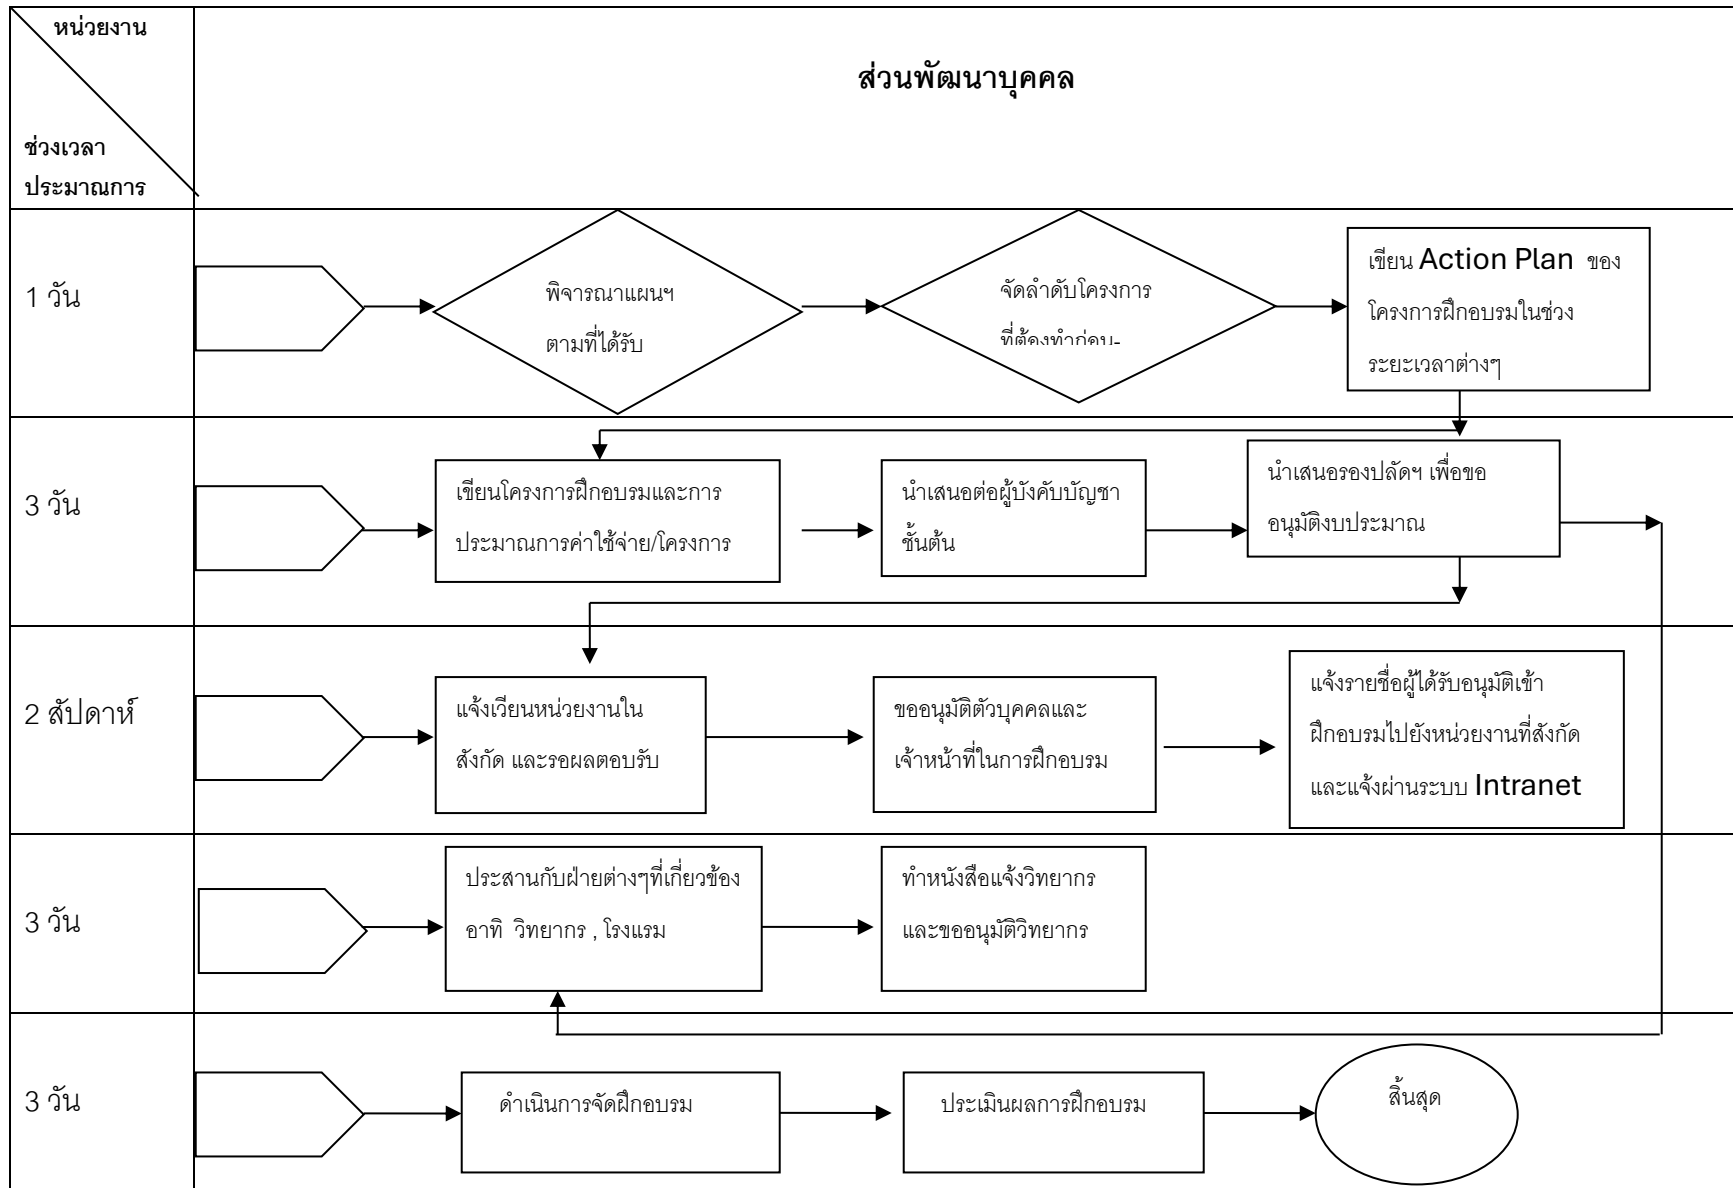 หน่วยงาน
ส่วนพัฒนาบุคคล
ช่วงเวลา
ประมาณการ
1 วัน
พิจารณาแผนฯ
ตามที่ได้รับ
จัดลำดับโครงการ
ที่ต้องทำก่อน-
เขียน Action Plan ของ
โครงการฝึกอบรมในช่วง
ระยะเวลาต่างๆ
3 วัน
เขียนโครงการฝึกอบรมและการ
ประมาณการค่าใช้จ่าย/โครงการ
นำเสนอต่อผู้บังคับบัญชา
ชั้นต้น
นำเสนอรองปลัดฯ เพื่อขอ
อนุมัติงบประมาณ
2 สัปดาห์
แจ้งเวียนหน่วยงานใน
สังกัด และรอผลตอบรับ
ขออนุมัติตัวบุคคลและ
เจ้าหน้าที่ในการฝึกอบรม
แจ้งรายชื่อผู้ได้รับอนุมัติเข้า
ฝึกอบรมไปยังหน่วยงานที่สังกัด
และแจ้งผ่านระบบ Intranet
3 วัน
ประสานกับฝ่ายต่างๆที่เกี่ยวข้อง
อาทิ วิทยากร , โรงแรม
ทำหนังสือแจ้งวิทยากร
และขออนุมัติวิทยากร
3 วัน
ดำเนินการจัดฝึกอบรม
ประเมินผลการฝึกอบรม
สิ้นสุด